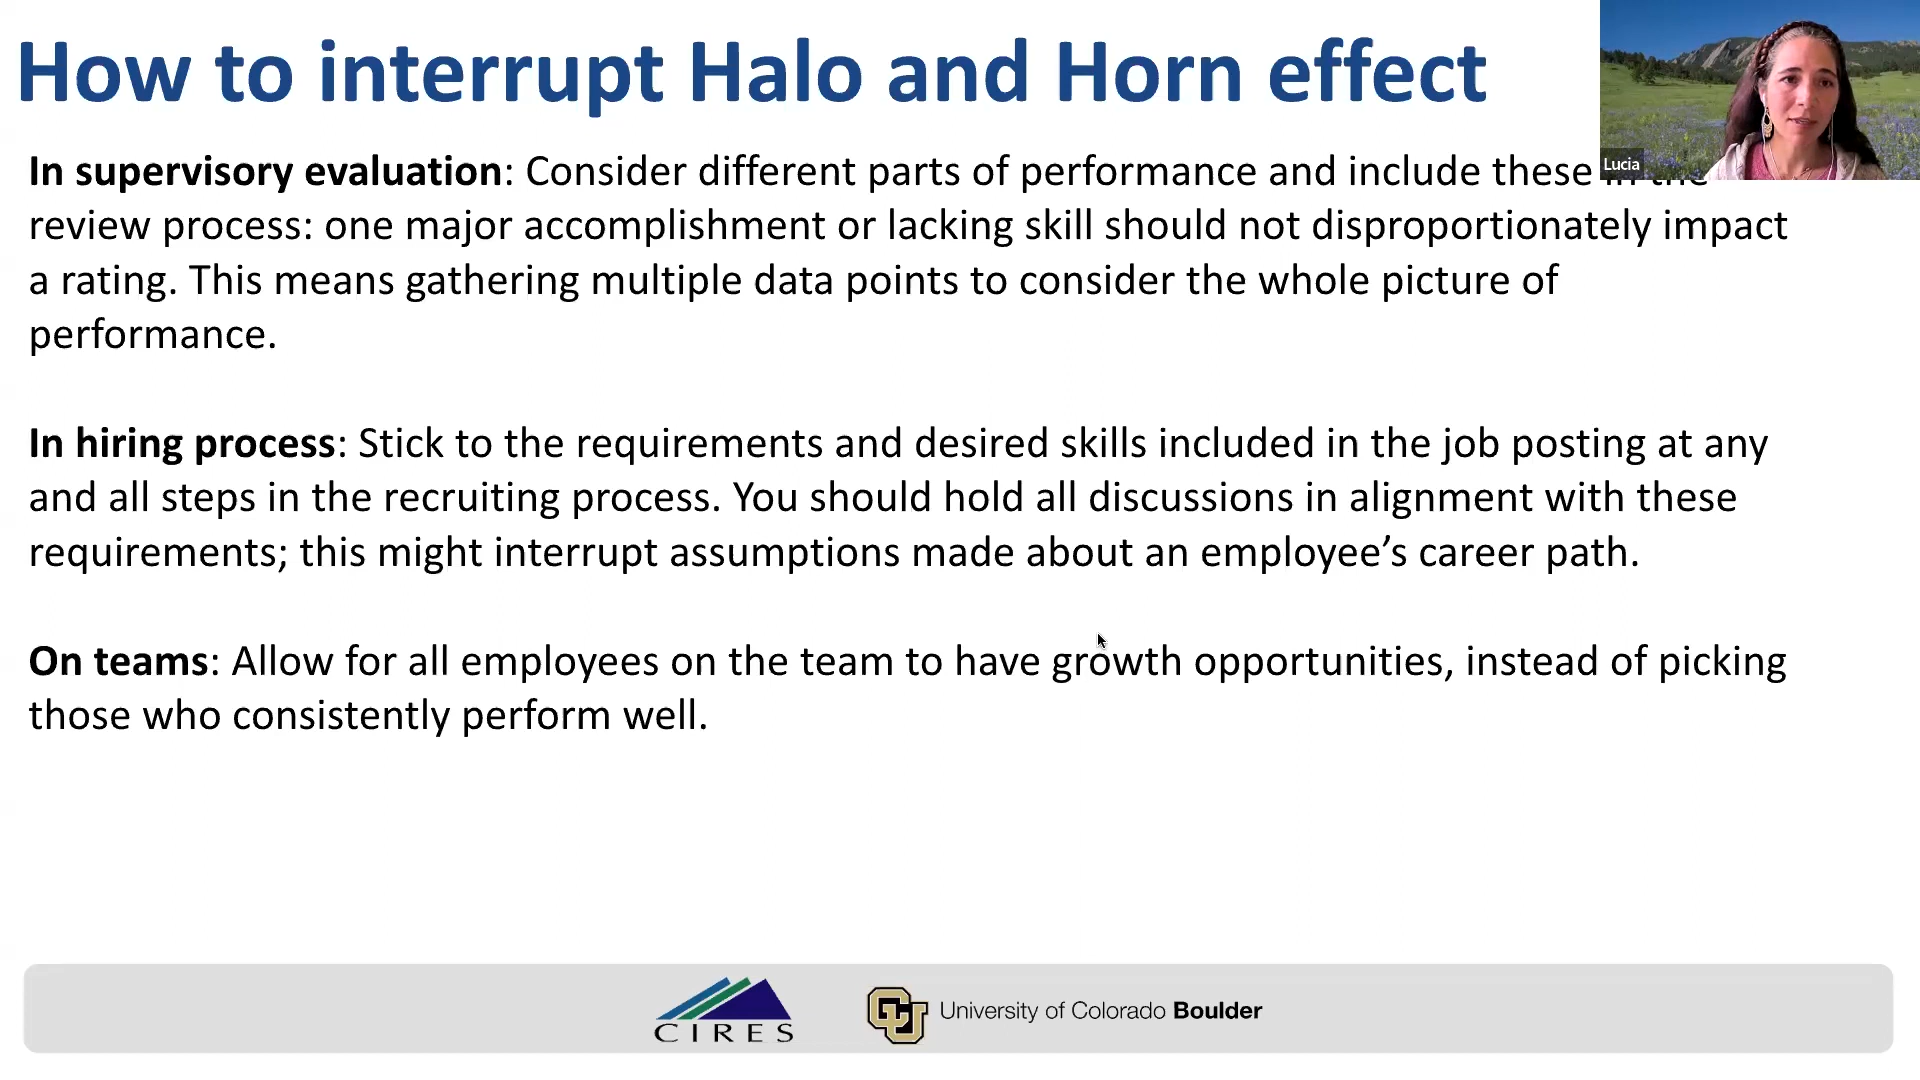 How to interrupt Halo and Horn effect
Lucia
In supervisory evaluation: Consider different parts of performance and include these in the
review process: one major accomplishment or lacking skill should not disproportionately impact
a rating. This means gathering multiple data points to consider the whole picture of
performance.
In hiring process: Stick to the requirements and desired skills included in the job posting at any
and all steps in the recruiting process. You should hold all discussions in alignment with these
requirements; this might interrupt assumptions made about an employee’s career path.
On teams: Allow for all employees on the team to have growth opportunities, instead of picking
those who consistently perform well.
CIRES
CU University of Colorado Boulder